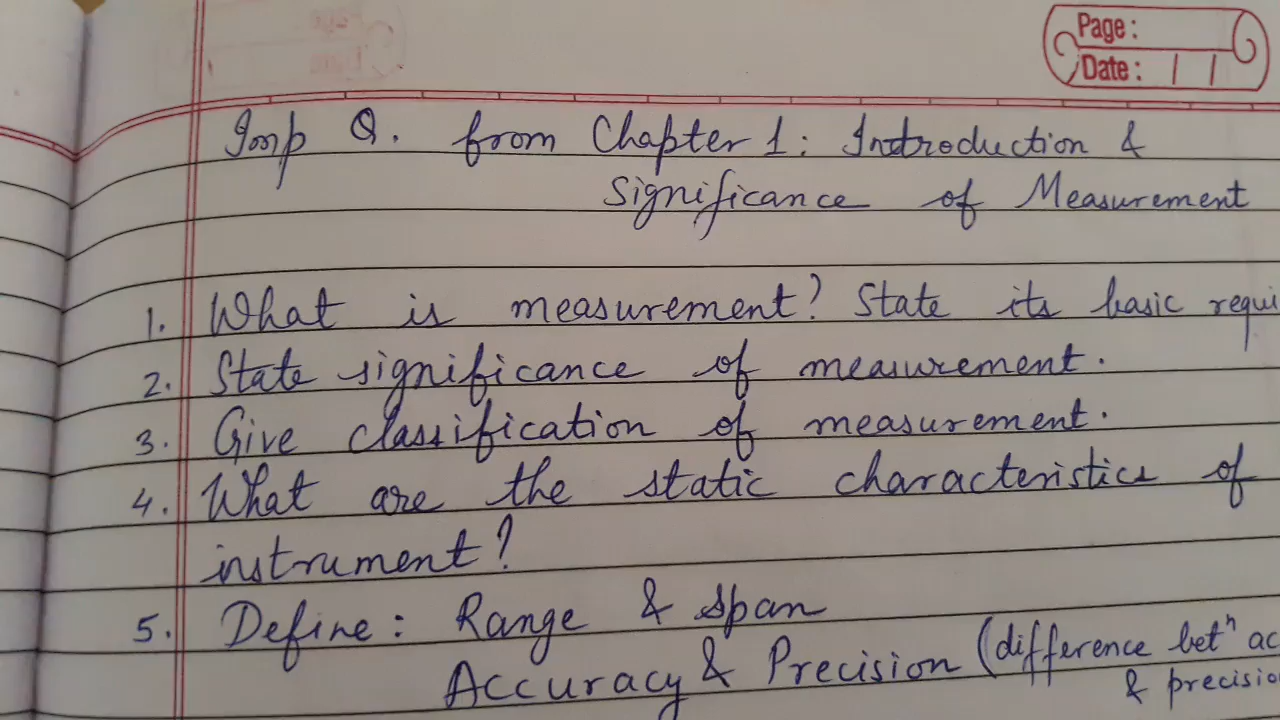 Page:
Date: | |
Imp Q. from Chapter 1: Introduction &
Significance of Measurement
1. What is measurement? State its basic requi
2. State significance of measurement.
3. Give classification of measurement.
4. What are the static characteristics of
instrument?
5. Define: Range & span
Accuracy & Precision (difference betⁿ ac
& precisio